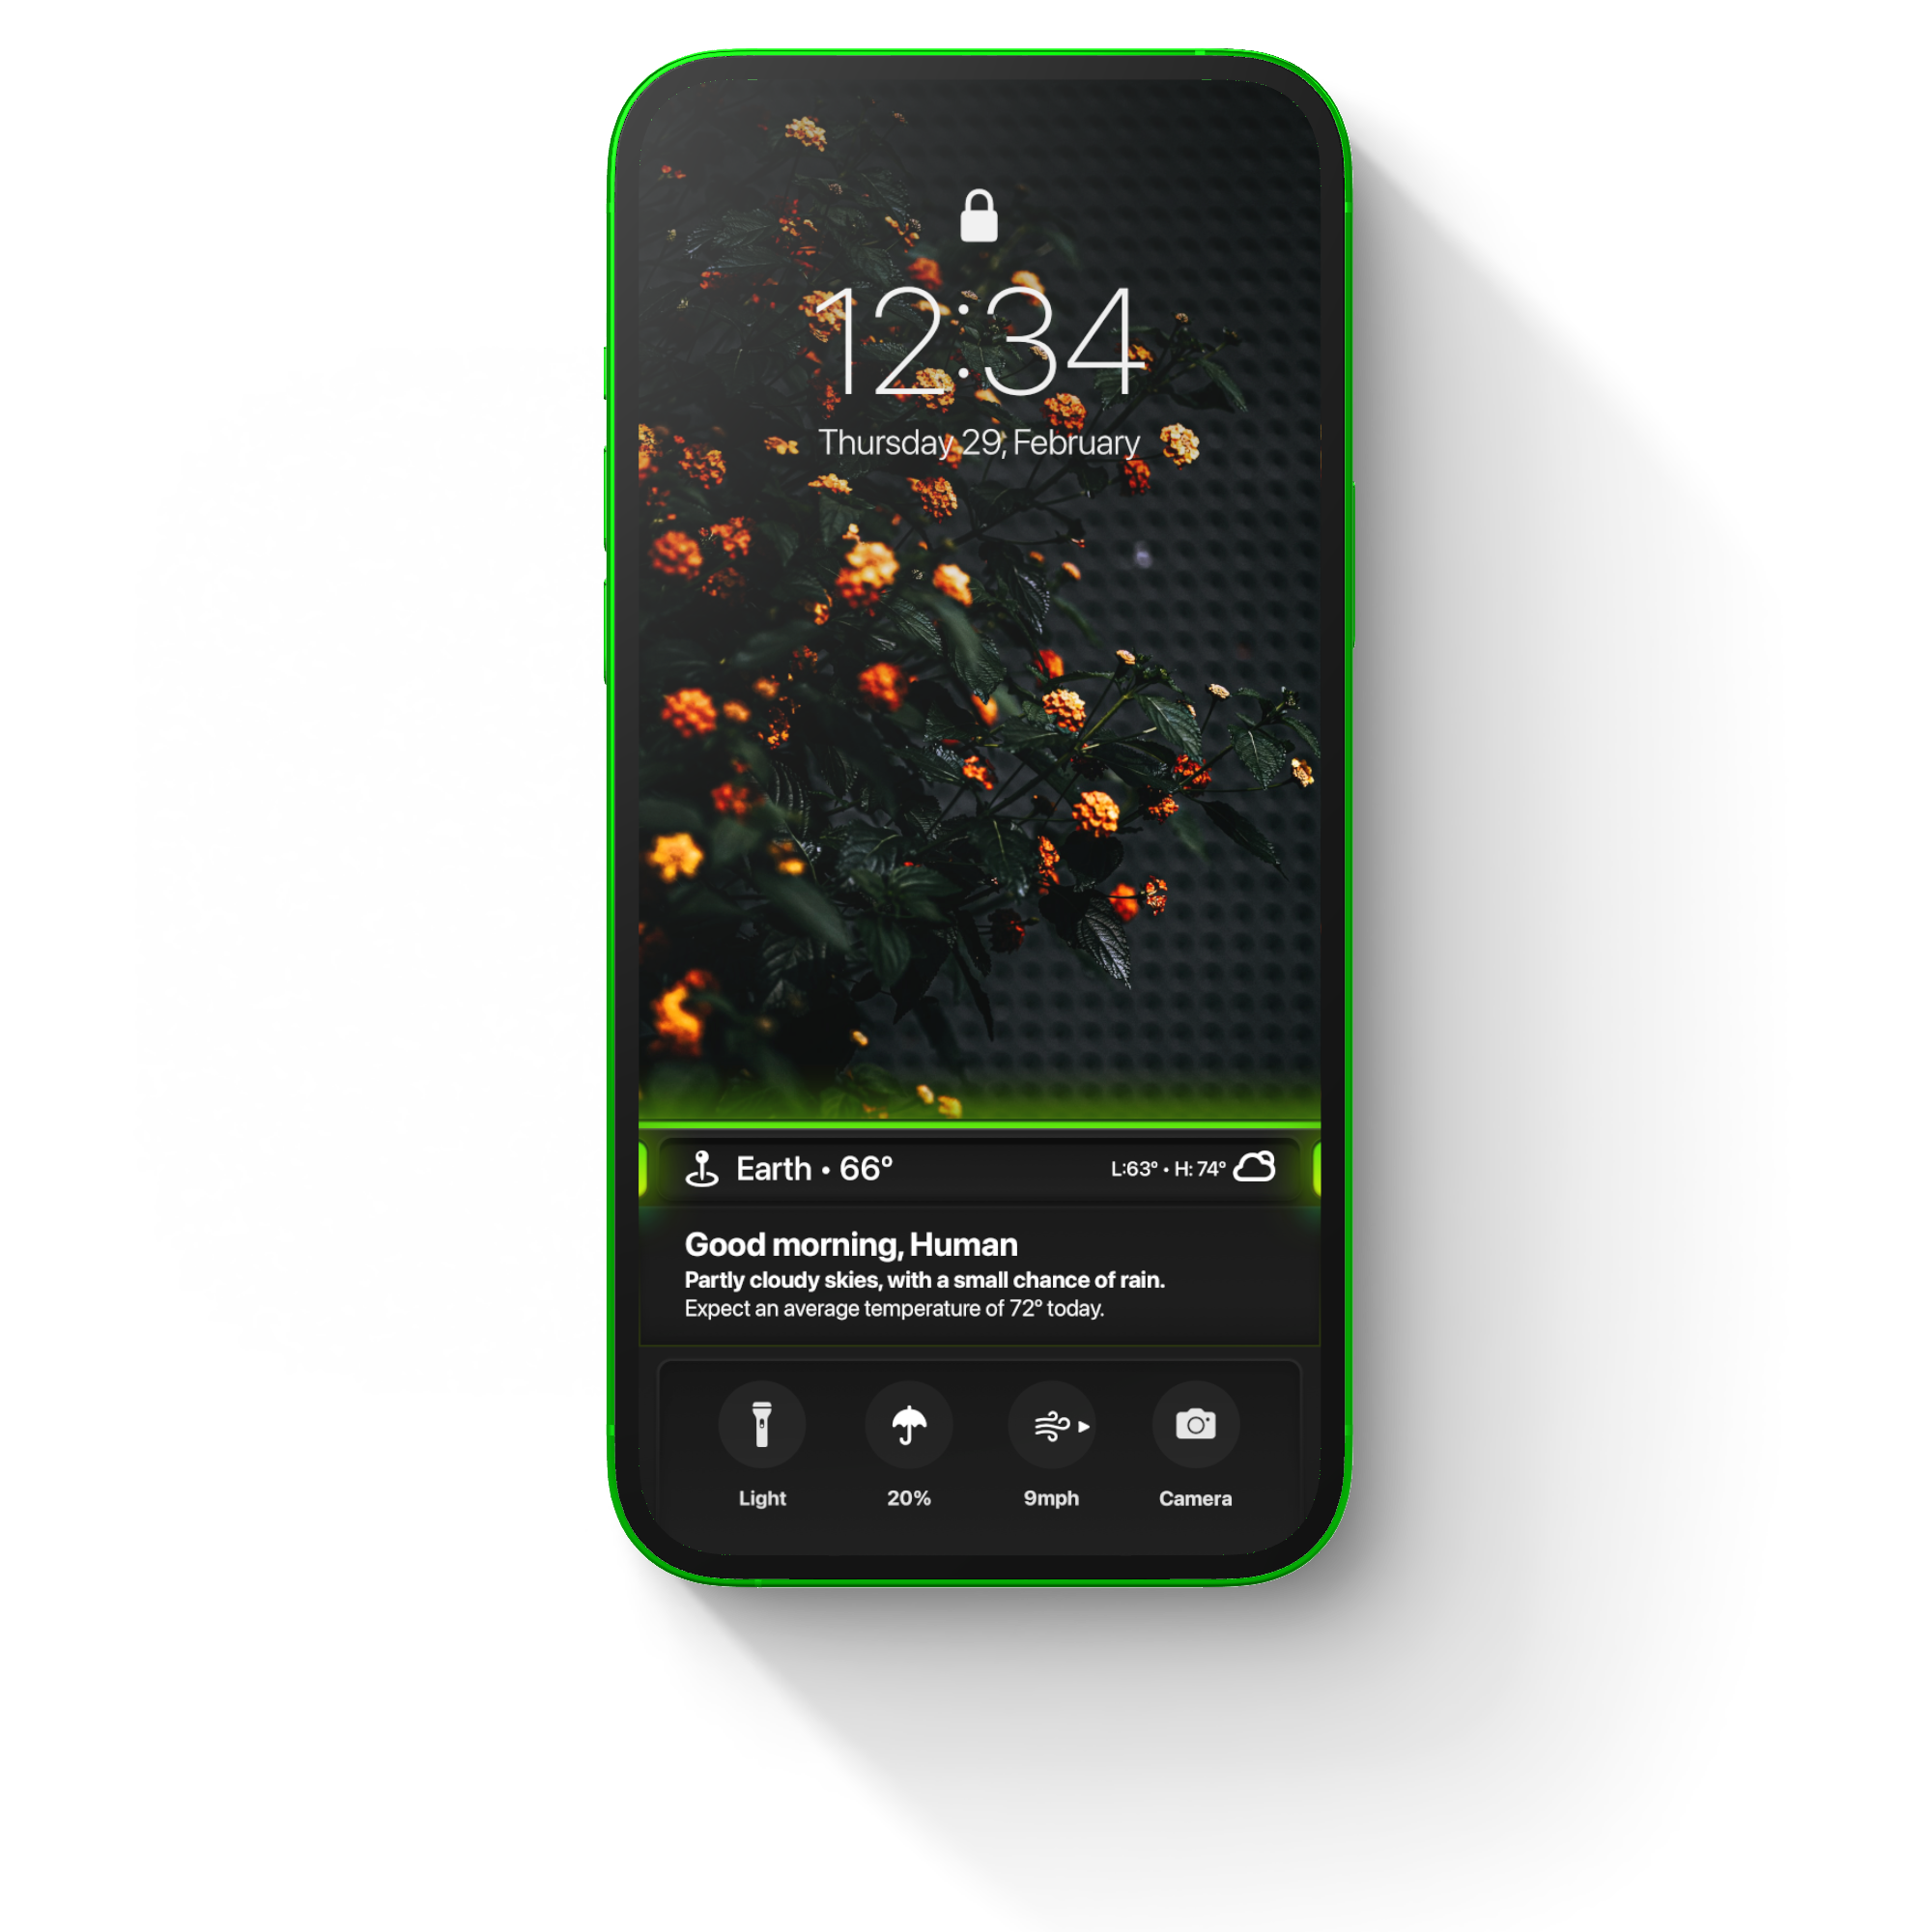 12:34
Thursday 29, February
Earth • 66°
L:63° • H: 74°
Good morning, Human
Partly cloudy skies, with a small chance of rain.
Expect an average temperature of 72° today.
Light
20%
9mph
Camera